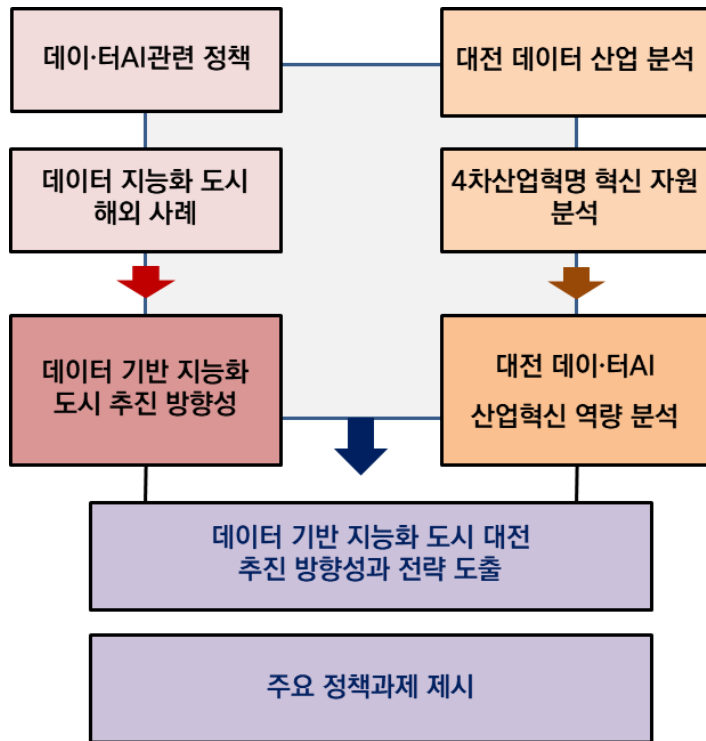 데이·터AI관련 정책
대전 데이터 산업 분석
데이터 지능화 도시
해외 사례
4차산업혁명 혁신 자원
분석
데이터 기반 지능화
도시 추진 방향성
대전 데이·터AI
산업혁신 역량 분석
데이터 기반 지능화 도시 대전
추진 방향성과 전략 도출
주요 정책과제 제시